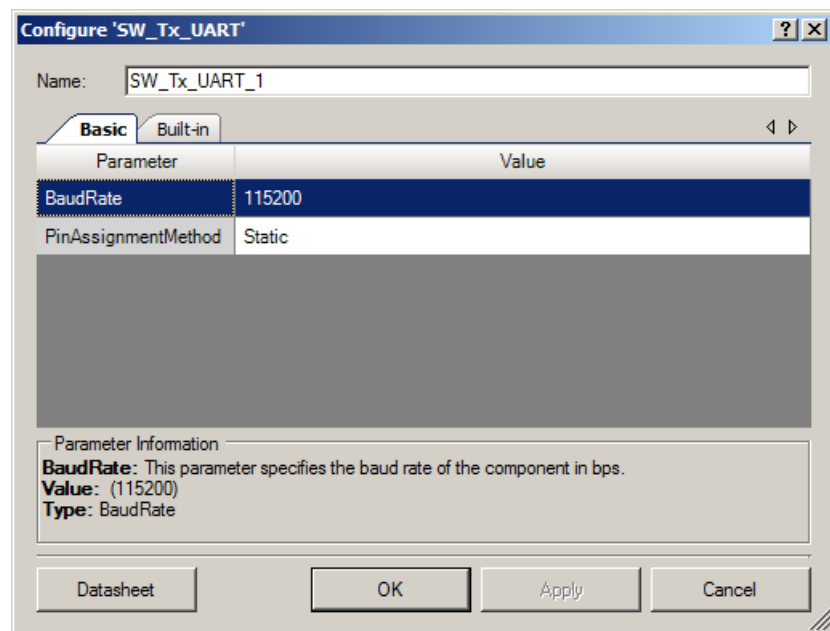 Configure 'SW_Tx_UART'
Name: SW_Tx_UART_1
Basic Built-in
Parameter Value
BaudRate 115200
PinAssignmentMethod Static
Parameter Information
BaudRate: This parameter specifies the baud rate of the component in bps.
Value: (115200)
Type: BaudRate
Datasheet OK Apply Cancel